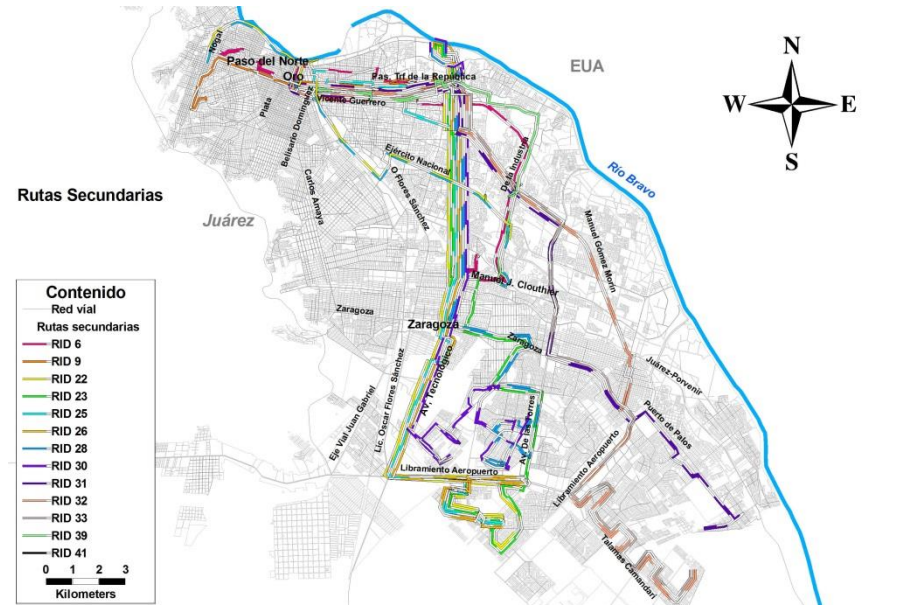 N
W
E
S
EUA
Río Bravo
Nogal
Paso del Norte
Oro
Pas. Trf de la Republica
Plata
Vicente Guerrero
Belisario Dominguez
Ejército Nacional
De la Industria
Carlos Amaya
O Flores Sánchez
Rutas Secundarias
Juárez
Manuel Gómez Morín
Manuel J. Clouthier
Zaragoza
Zaragoza
Zaragoza
Av, Tecnológico
Juárez-Porvenir
Eje Vial Juan Gabriel
Lic. Oscar Flores Sánchez
Av. De las Torres
Puerto de Palos
Libramiento Aeropuerto
Libramiento Aeropuerto
Talamas Camandari
Contenido
Red vial
Rutas secundarias
RID 6
RID 9
RID 22
RID 23
RID 25
RID 26
RID 28
RID 30
RID 31
RID 32
RID 33
RID 39
RID 41
0 1 2 3
Kilometers